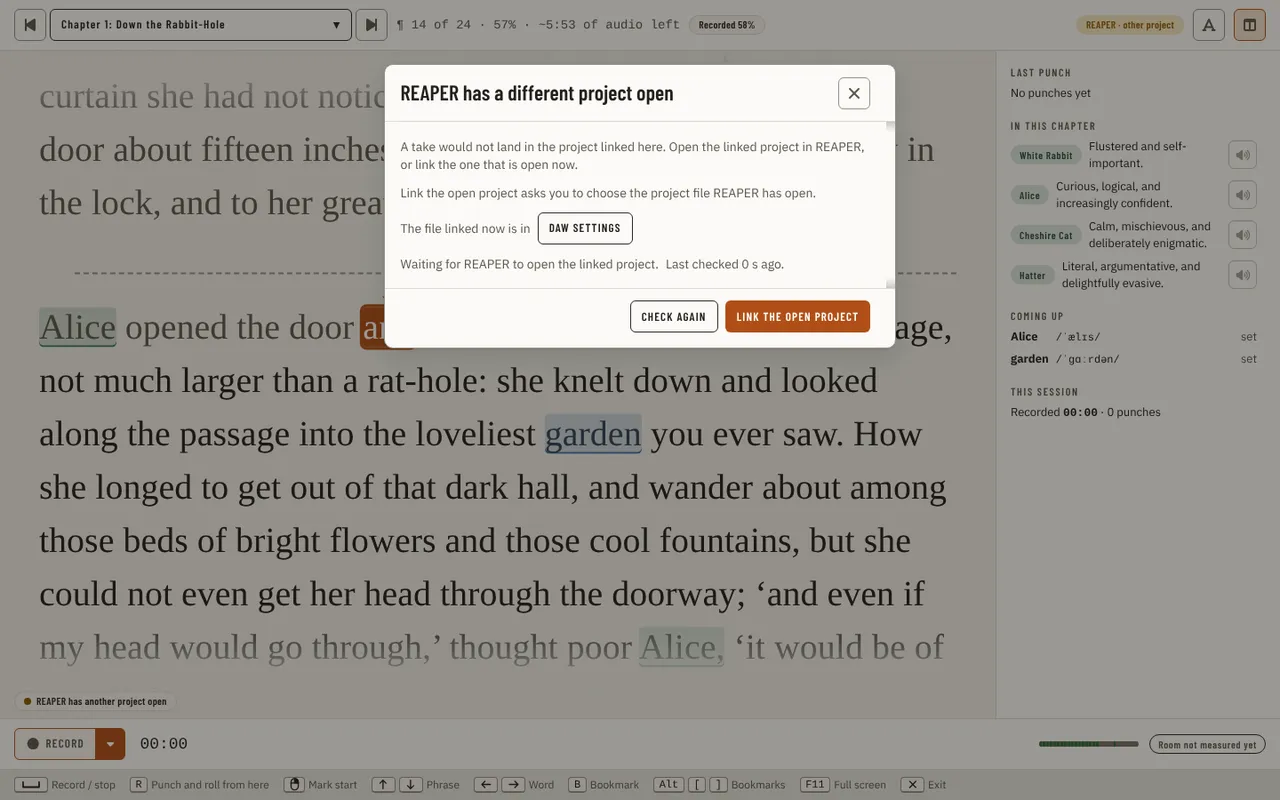 Chapter 1: Down the Rabbit-Hole
¶ 14 of 24 · 57% · ~5:53 of audio left
Recorded 58%
REAPER · other project
A
curtain she had not notic
door about fifteen inches
in
the lock, and to her grea
Alice opened the door
age,
not much larger than a rat-hole: she knelt down and looked
along the passage into the loveliest garden you ever saw. How
she longed to get out of that dark hall, and wander about among
those beds of bright flowers and those cool fountains, but she
could not even get her head through the doorway; ‘and even if
my head would go through,’ thought poor Alice, ‘it would be of
REAPER has a different project open
A take would not land in the project linked here. Open the linked project in REAPER,
or link the one that is open now.
Link the open project asks you to choose the project file REAPER has open.
The file linked now is in DAW SETTINGS
Waiting for REAPER to open the linked project. Last checked 0 s ago.
CHECK AGAIN
LINK THE OPEN PROJECT
LAST PUNCH
No punches yet
IN THIS CHAPTER
White Rabbit
Flustered and self-
important.
Alice
Curious, logical, and
increasingly confident.
Cheshire Cat
Calm, mischievous, and
deliberately enigmatic.
Hatter
Literal, argumentative, and
delightfully evasive.
COMING UP
Alice /ˈælɪs/ set
garden /ˈɡɑːrdən/ set
THIS SESSION
Recorded 00:00 · 0 punches
REAPER has another project open
RECORD
00:00
Room not measured yet
Record / stop
R Punch and roll from here
Mark start
↑ ↓ Phrase
← → Word
B Bookmark
Alt [ ] Bookmarks
F11 Full screen
✕ Exit